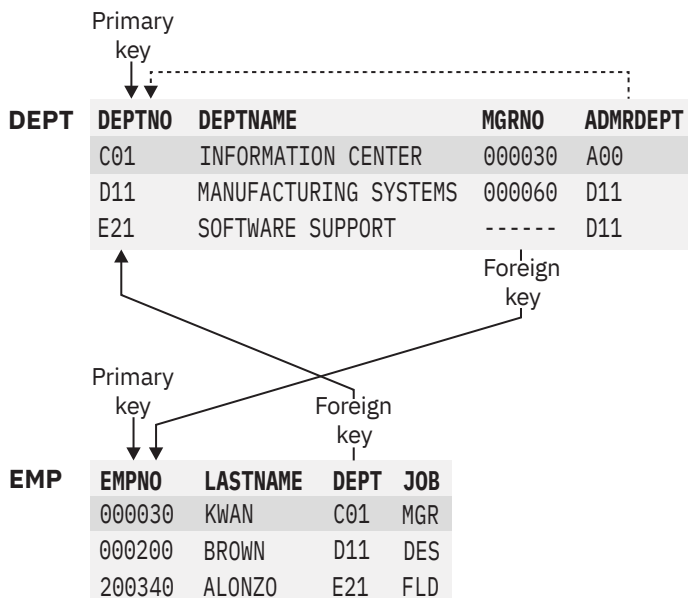 Primary
key
DEPT DEPTNO DEPTNAME MGRNO ADMRDEPT
C01 INFORMATION CENTER 000030 A00
D11 MANUFACTURING SYSTEMS 000060 D11
E21 SOFTWARE SUPPORT ------ D11
Foreign
key
Primary
key
Foreign
key
EMP EMPNO LASTNAME DEPT JOB
000030 KWAN C01 MGR
000200 BROWN D11 DES
200340 ALONZO E21 FLD